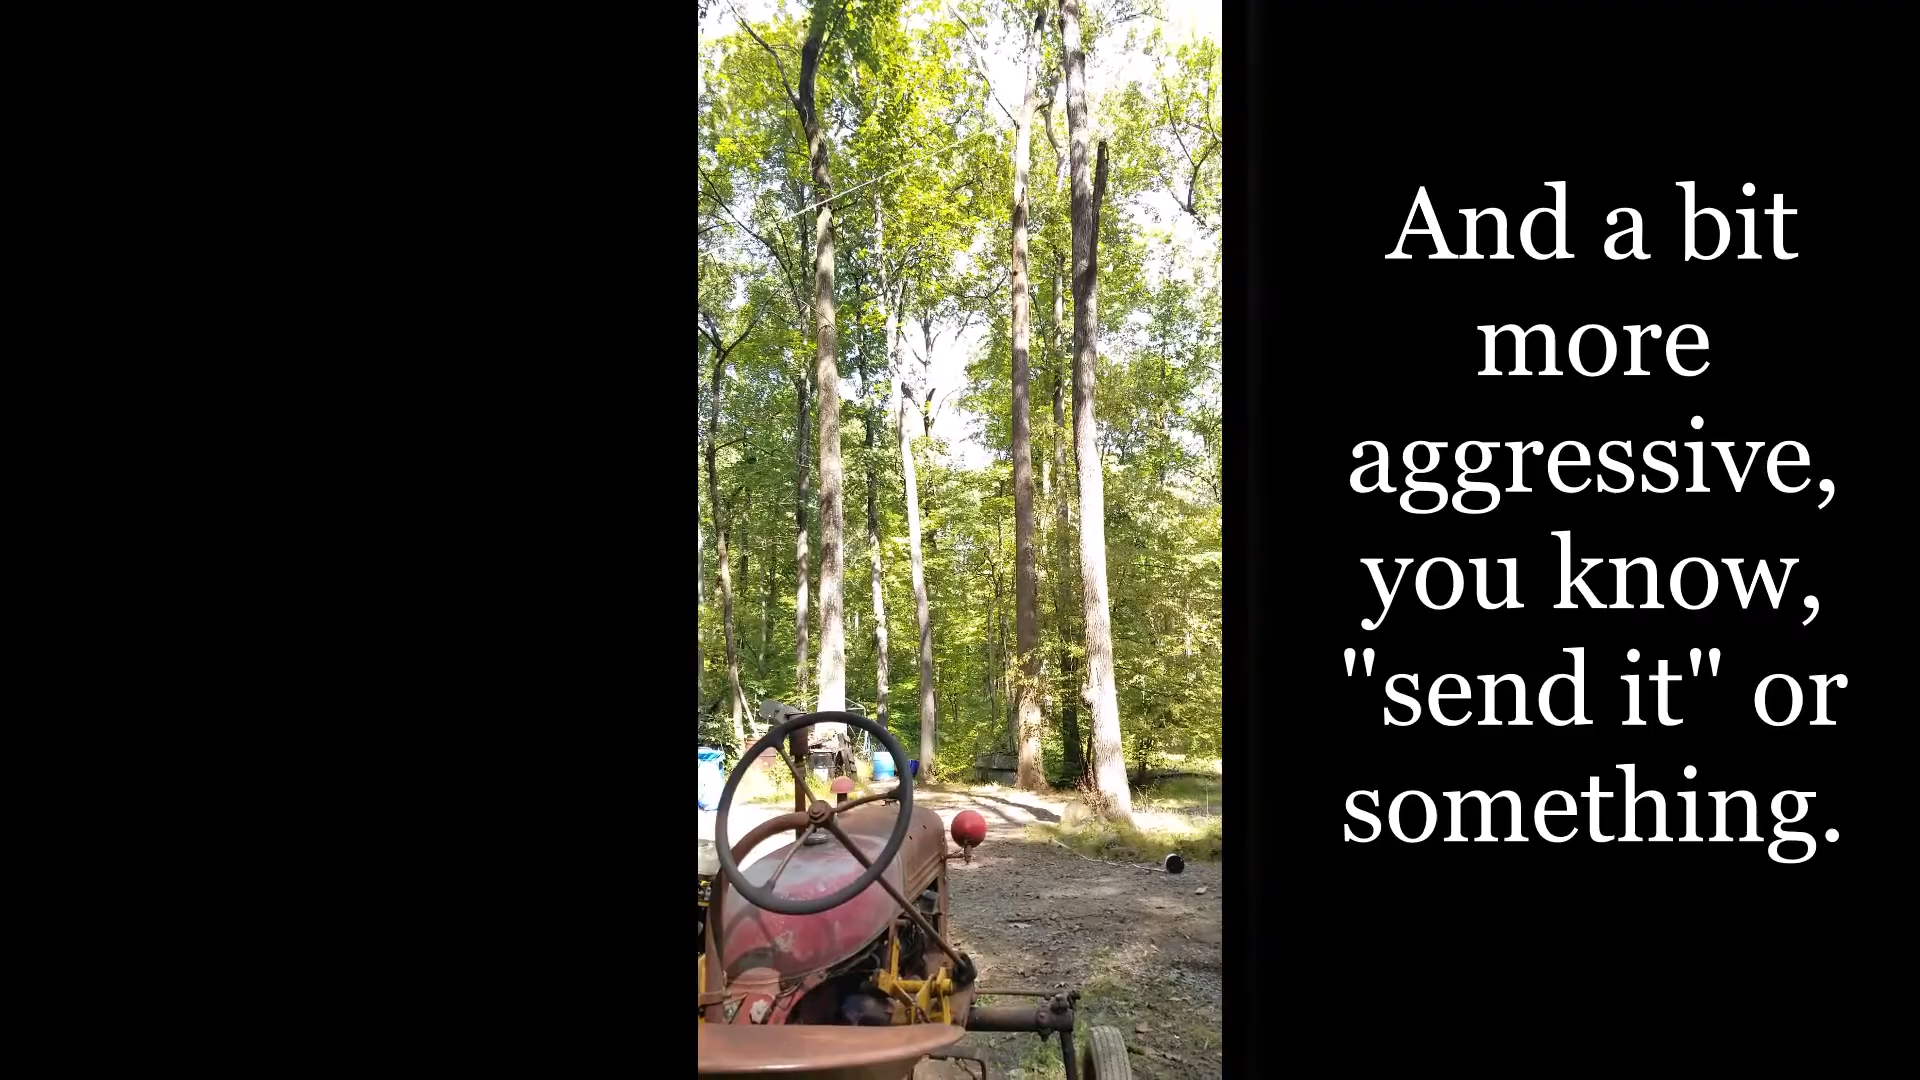 And a bit
more
aggressive,
you know,
"send it" or
something.